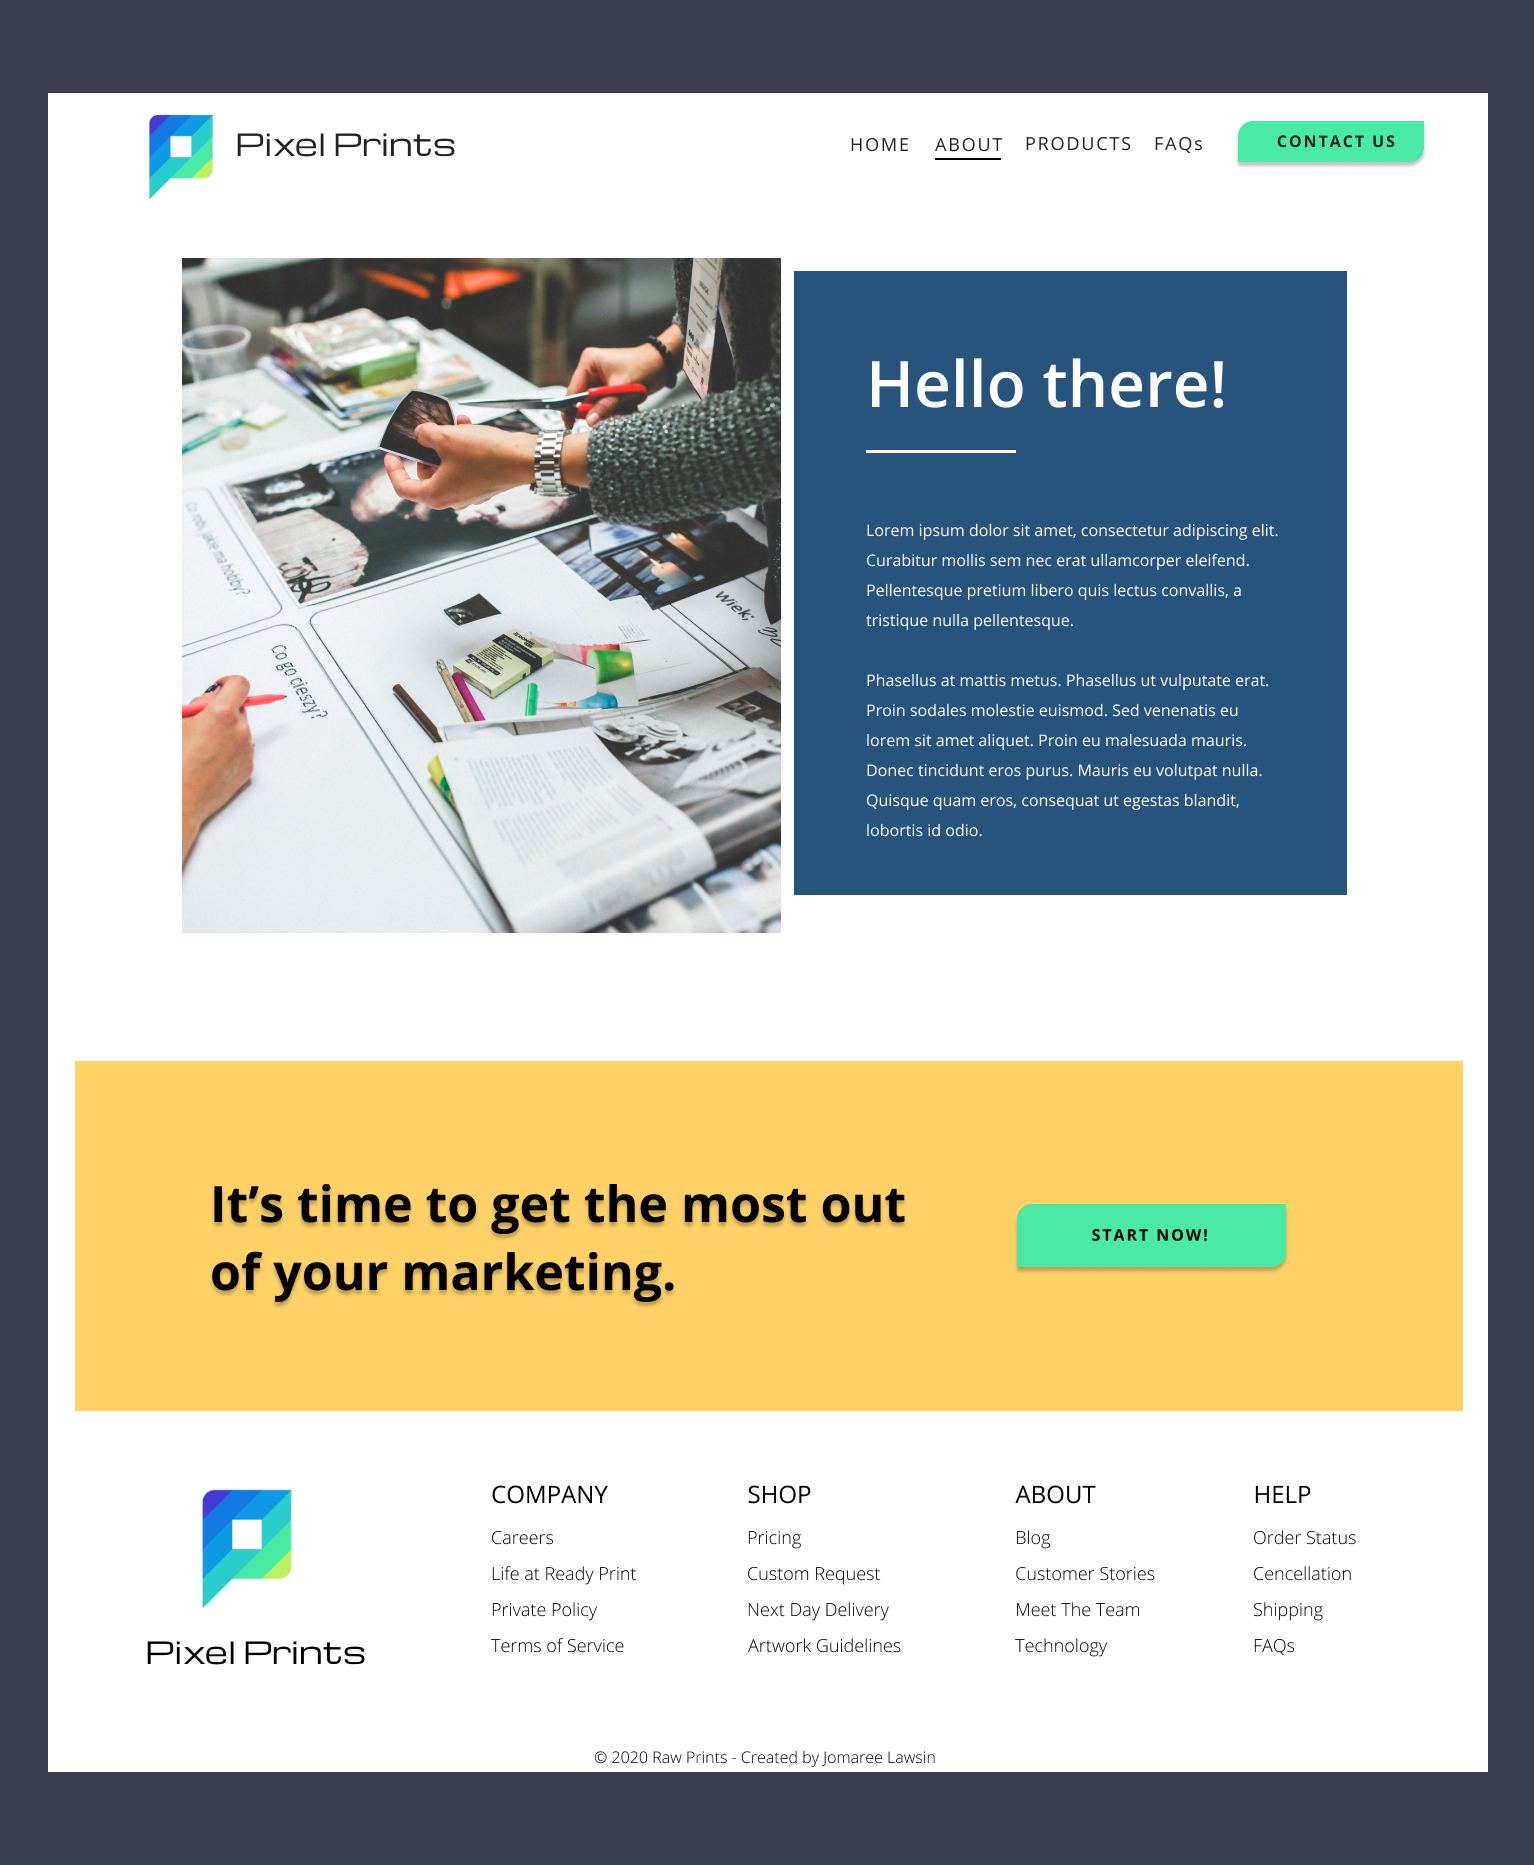 Pixel Prints
HOME ABOUT PRODUCTS FAQs CONTACT US
Co go cieszy?
Wiek:
Hello there!
Lorem ipsum dolor sit amet, consectetur adipiscing elit.
Curabitur mollis sem nec erat ullamcorper eleifend.
Pellentesque pretium libero quis lectus convallis, a
tristique nulla pellentesque.
Phasellus at mattis metus. Phasellus ut vulputate erat.
Proin sodales molestie euismod. Sed venenatis eu
lorem sit amet aliquet. Proin eu malesuada mauris.
Donec tincidunt eros purus. Mauris eu volutpat nulla.
Quisque quam eros, consequat ut egestas blandit,
lobortis id odio.
It’s time to get the most out
of your marketing.
START NOW!
Pixel Prints
COMPANY
Careers
Life at Ready Print
Private Policy
Terms of Service
SHOP
Pricing
Custom Request
Next Day Delivery
Artwork Guidelines
ABOUT
Blog
Customer Stories
Meet The Team
Technology
HELP
Order Status
Cencellation
Shipping
FAQs
© 2020 Raw Prints - Created by Jomaree Lawsin